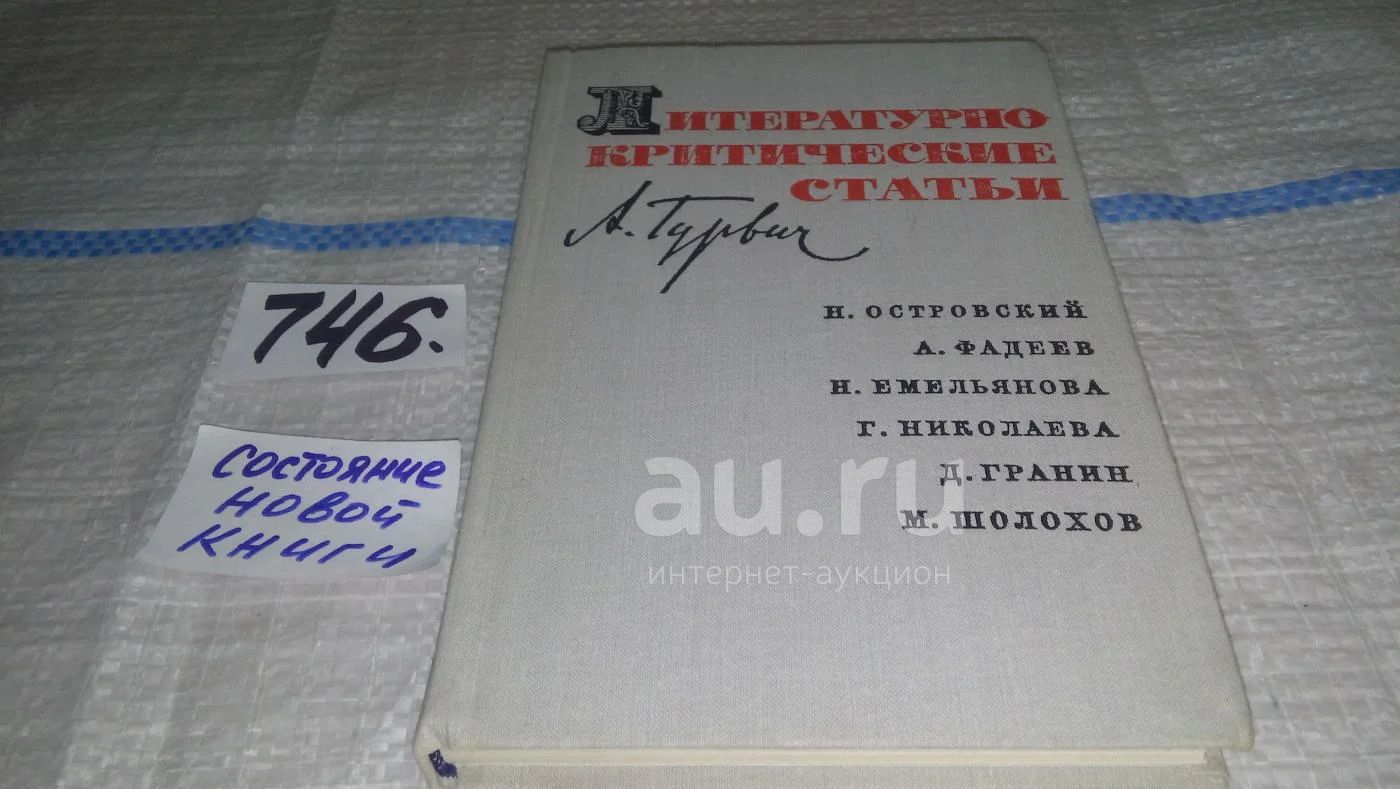 ЛИТЕРАТУРНО-
КРИТИЧЕСКИЕ
СТАТЬИ
А. Гурвич
Н. ОСТРОВСКИЙ
А. ФАДЕЕВ
Н. ЕМЕЛЬЯНОВА
Г. НИКОЛАЕВА
Д. ГРАНИН
М. ШОЛОХОВ
746.
СОСТОЯНИЕ
НОВОЙ
КНИГИ
au.ru
интернет-аукцион